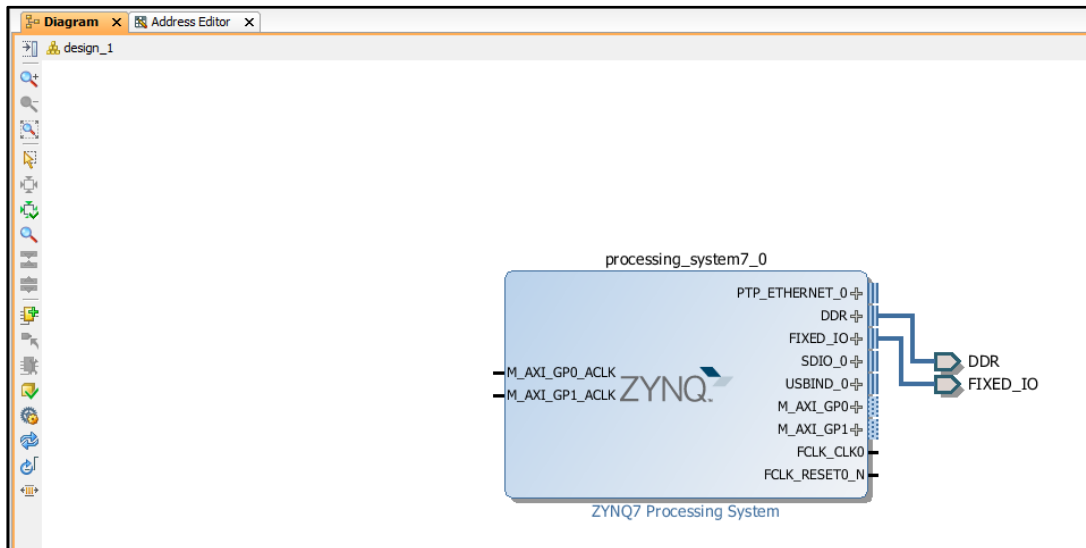 Diagram
Address Editor
design_1
processing_system7_0
PTP_ETHERNET_0
DDR
FIXED_IO
SDIO_0
USBIND_0
M_AXI_GP0
M_AXI_GP1
FCLK_CLK0
FCLK_RESET0_N
M_AXI_GP0_ACLK
M_AXI_GP1_ACLK
ZYNQ
DDR
FIXED_IO
ZYNQ7 Processing System